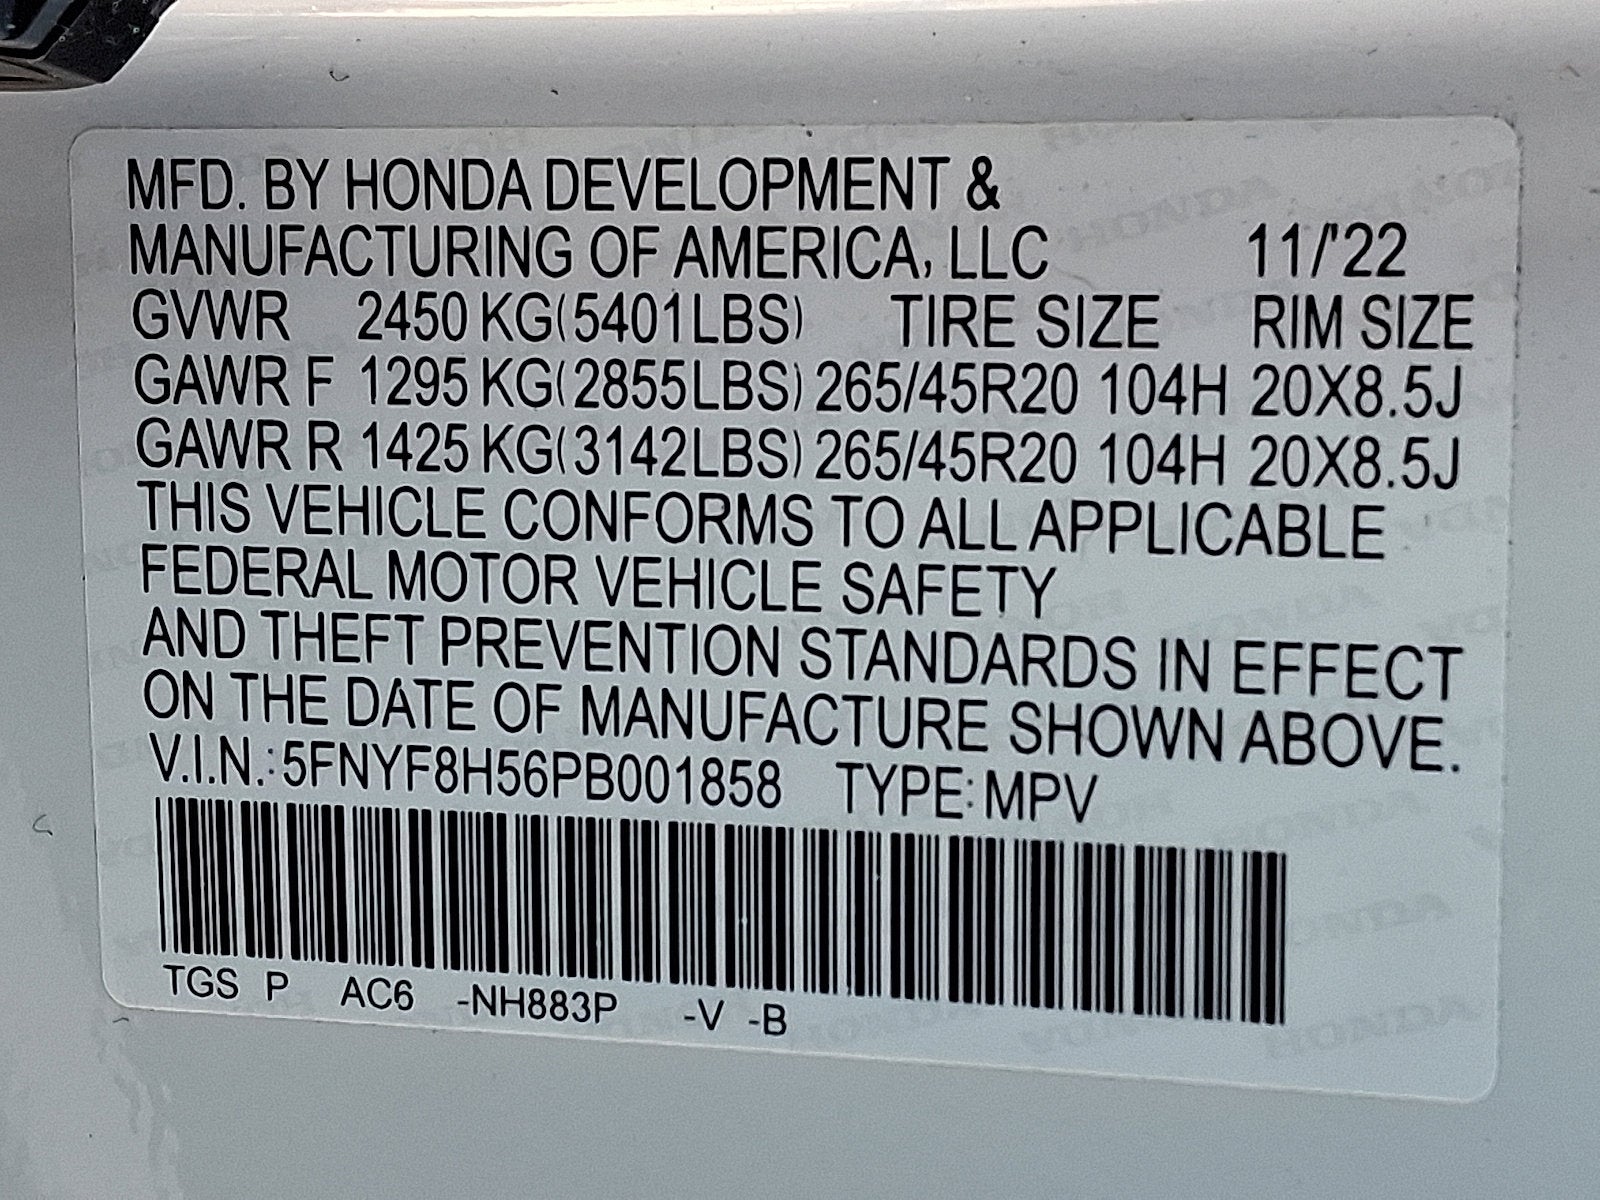 MFD. BY HONDA DEVELOPMENT &
MANUFACTURING OF AMERICA, LLC 11/'22
GVWR 2450 KG(5401LBS) TIRE SIZE RIM SIZE
GAWR F 1295 KG(2855LBS) 265/45R20 104H 20X8.5J
GAWR R 1425 KG(3142LBS) 265/45R20 104H 20X8.5J
THIS VEHICLE CONFORMS TO ALL APPLICABLE
FEDERAL MOTOR VEHICLE SAFETY
AND THEFT PREVENTION STANDARDS IN EFFECT
ON THE DATE OF MANUFACTURE SHOWN ABOVE.
V.I.N.: 5FNYF8H56PB001858 TYPE: MPV
TGS P AC6 -NH883P -V -B